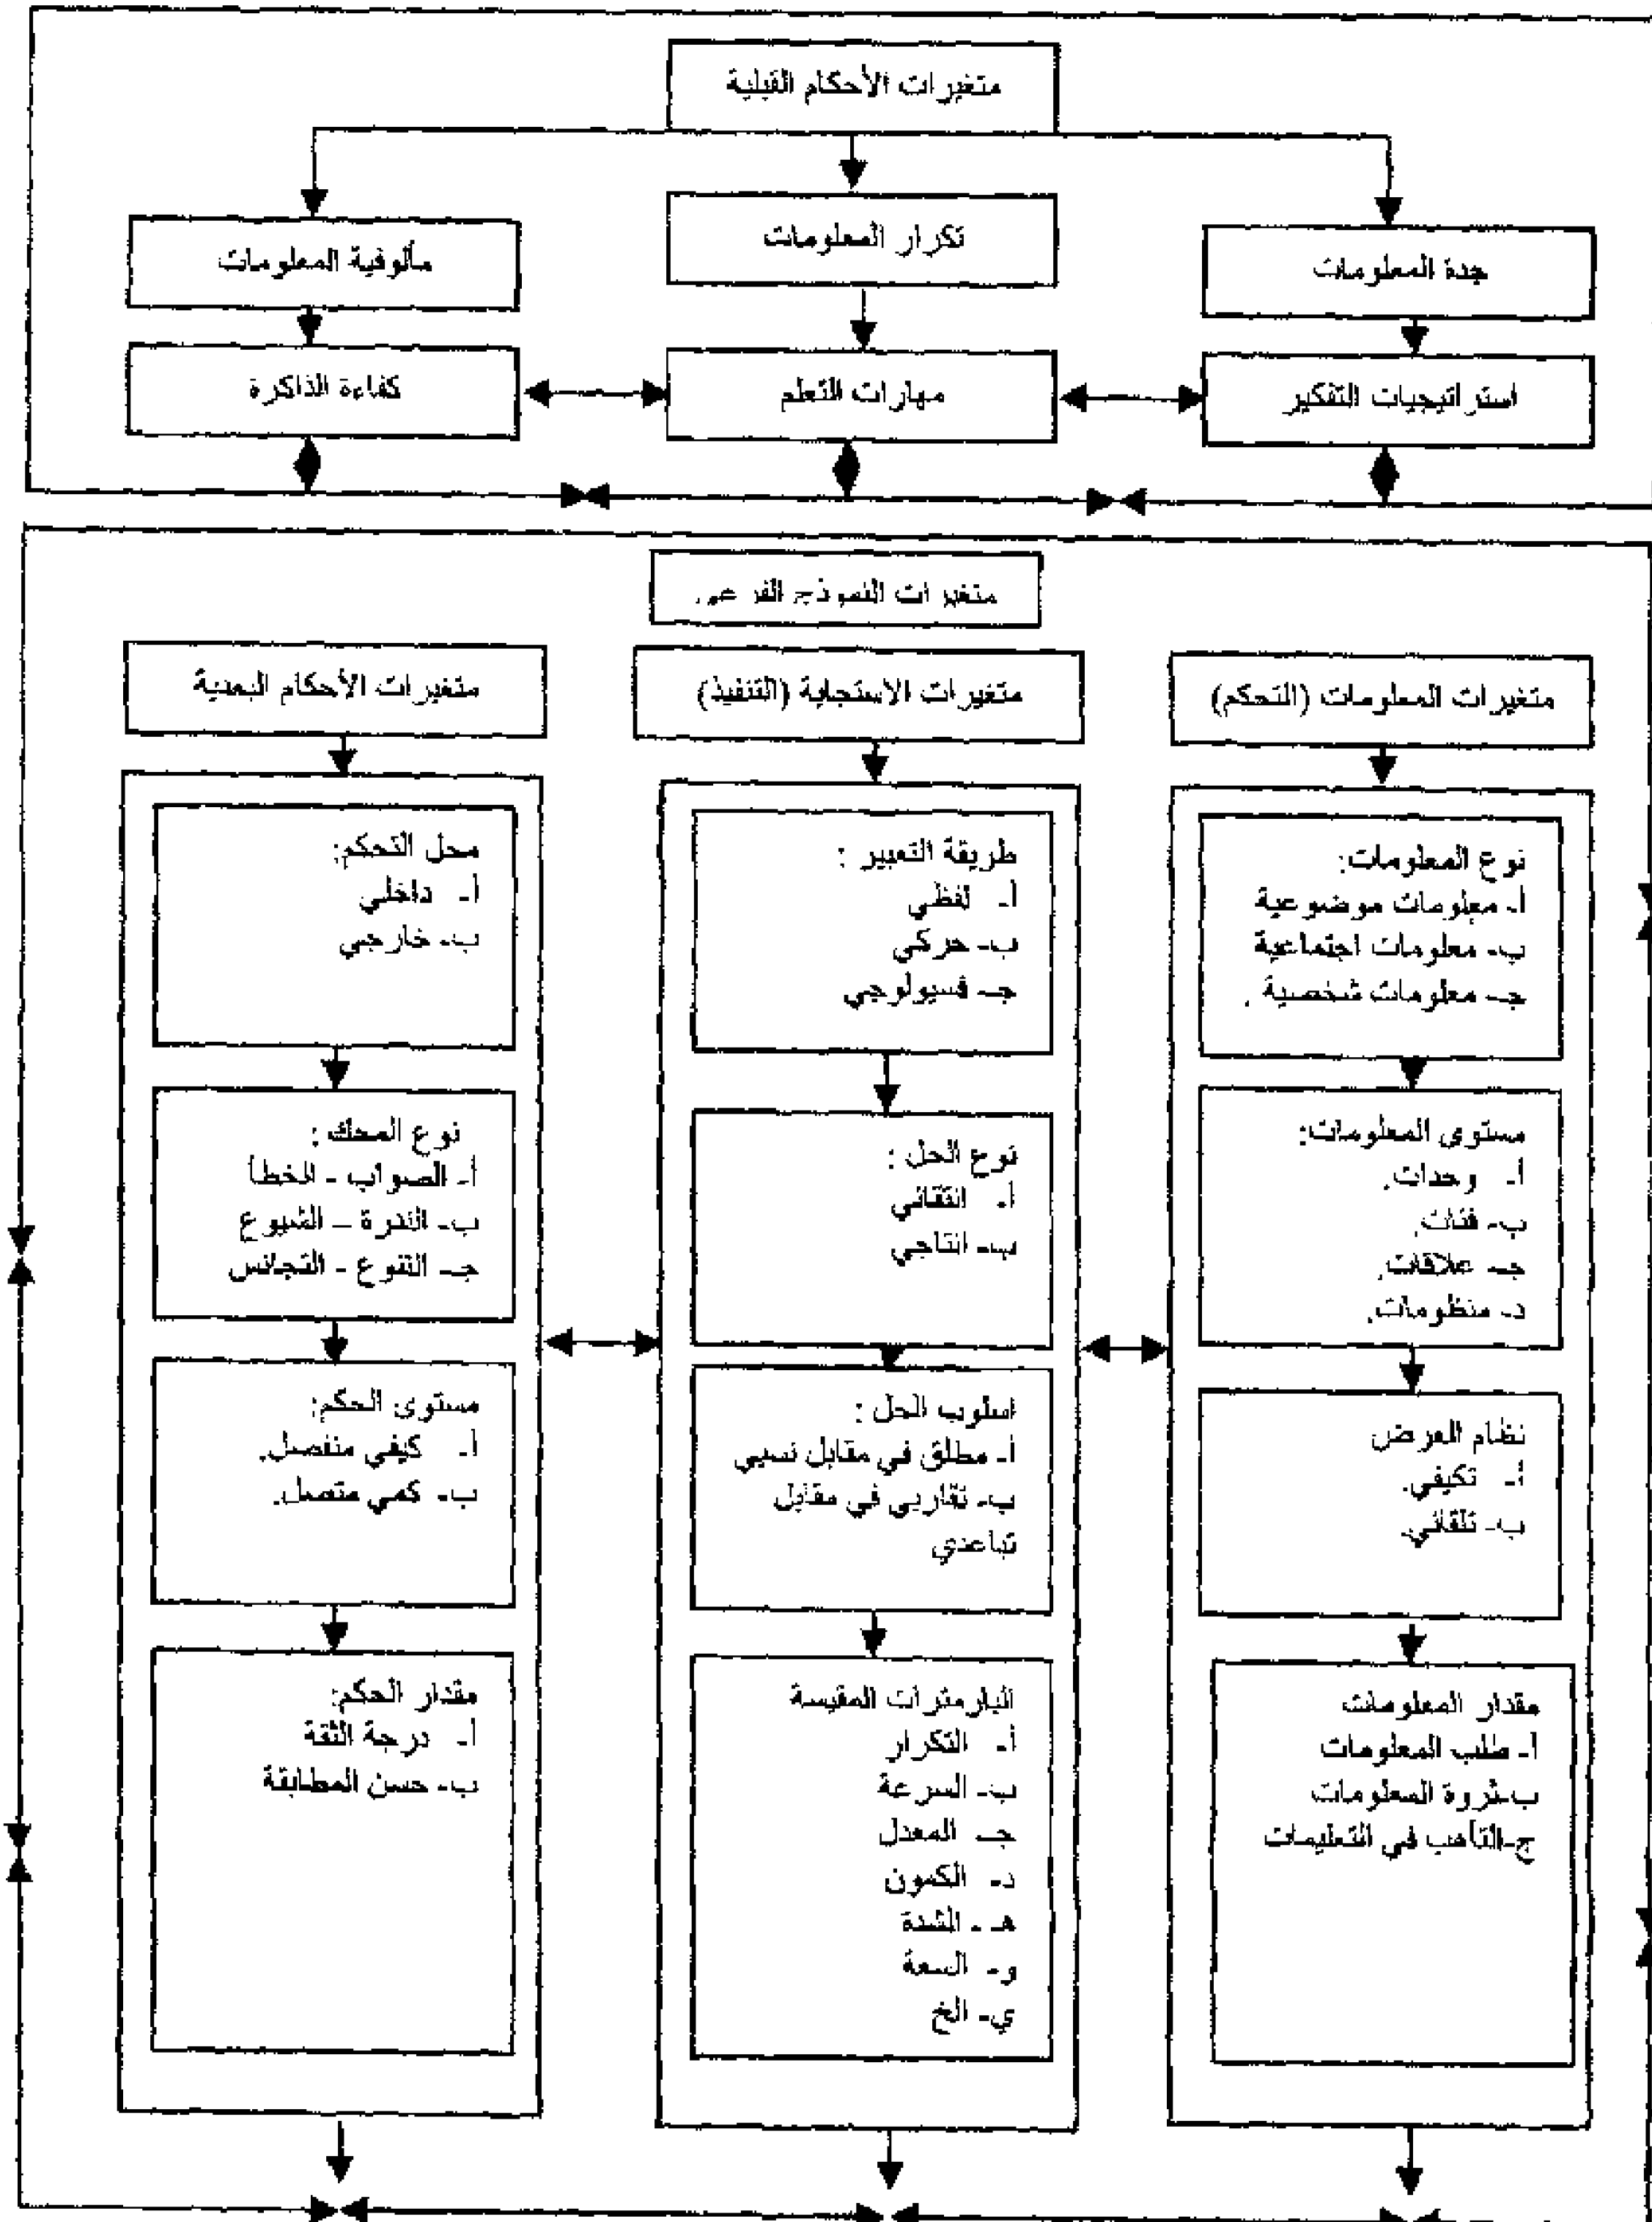 متغيرات الأحكام القبلية
جدة المعلومات
تكرار المعلومات
مألوفية المعلومات
استراتيجيات التفكير
مهارات التعلم
كفاءة الذاكرة
متغيرات النموذج الفرعي
متغيرات المعلومات (التحكم)
نوع المعلومات:
أ- معلومات موضوعية
ب- معلومات اجتماعية
جـ- معلومات شخصية .
مستوى المعلومات:
أ- وحدات.
ب- فئات.
جـ- علاقات.
د- منظومات.
نظام العرض
أ- تكيفي.
ب- تلقائي.
مقدار المعلومات
أ- طلب المعلومات
ب-ثروة المعلومات
ج-التأهب في التعليمات
متغيرات الاستجابة (التنفيذ)
طريقة التعبير :
أ- لفظي
ب- حركي
جـ- فسيولوجي
نوع الحل :
أ- انتقائي
ب- انتاجي
اسلوب الحل :
أ- مطلق في مقابل نسبي
ب- تقاربي في مقابل
تباعدي
البارمترات المقيسة
أ- التكرار
ب- السرعة
جـ- المعدل
د- الكمون
هـ - الشدة
و- السعة
ي- الخ
متغيرات الأحكام البعدية
محل التحكم:
أ- داخلي
ب- خارجي
نوع المحك :
أ- الصواب - الخطأ
ب- الندرة – الشيوع
جـ- التنوع - التجانس
مستوى الحكم:
أ- كيفي منفصل.
ب- كمي متصل.
مقدار الحكم:
أ- درجة الثقة
ب- حسن المطابقة